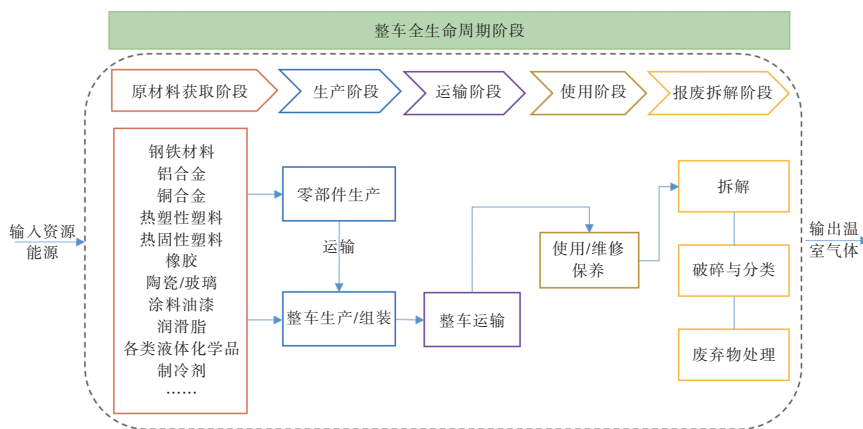 整车全生命周期阶段
原材料获取阶段
生产阶段
运输阶段
使用阶段
报废拆解阶段
输入资源
能源
钢铁材料
铝合金
铜合金
热塑性塑料
热固性塑料
橡胶
陶瓷/玻璃
涂料油漆
润滑脂
各类液体化学品
制冷剂
……
零部件生产
运输
整车生产/组装
整车运输
使用/维修
保养
拆解
破碎与分类
废弃物处理
输出温
室气体